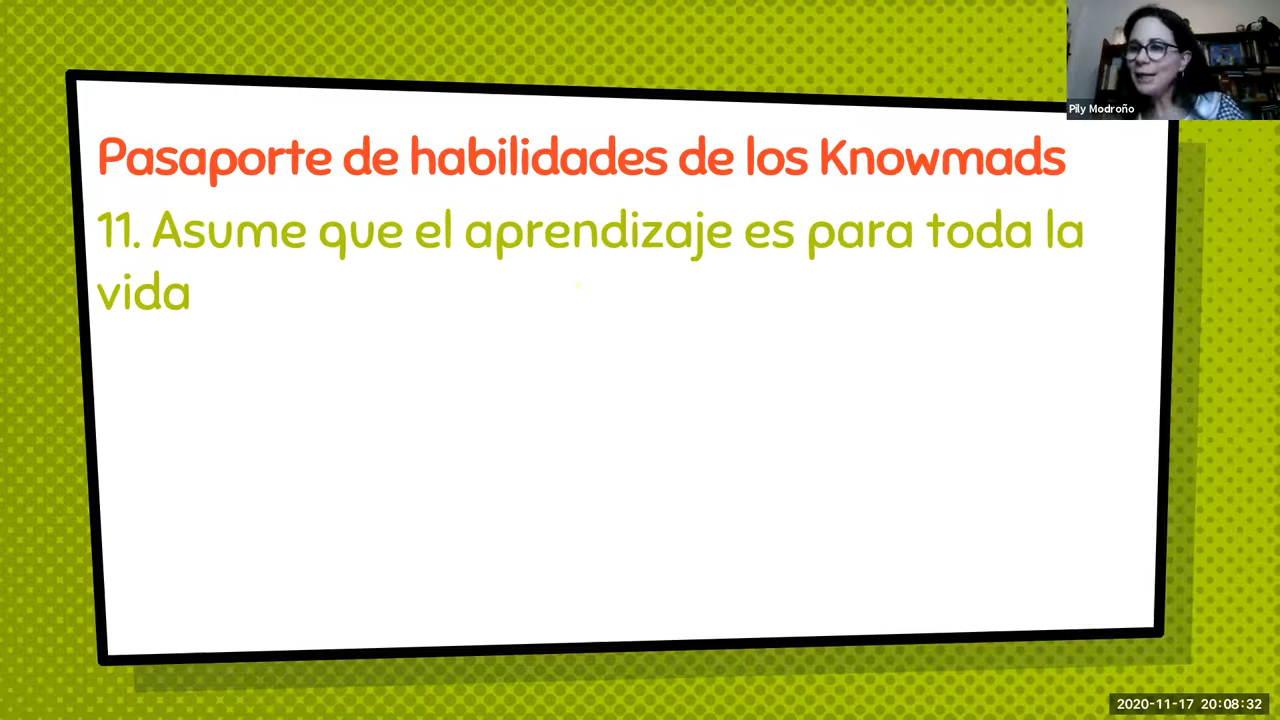 Pily Modroño
Pasaporte de habilidades de los Knowmads
11. Asume que el aprendizaje es para toda la
vida
2020-11-17 20:08:32